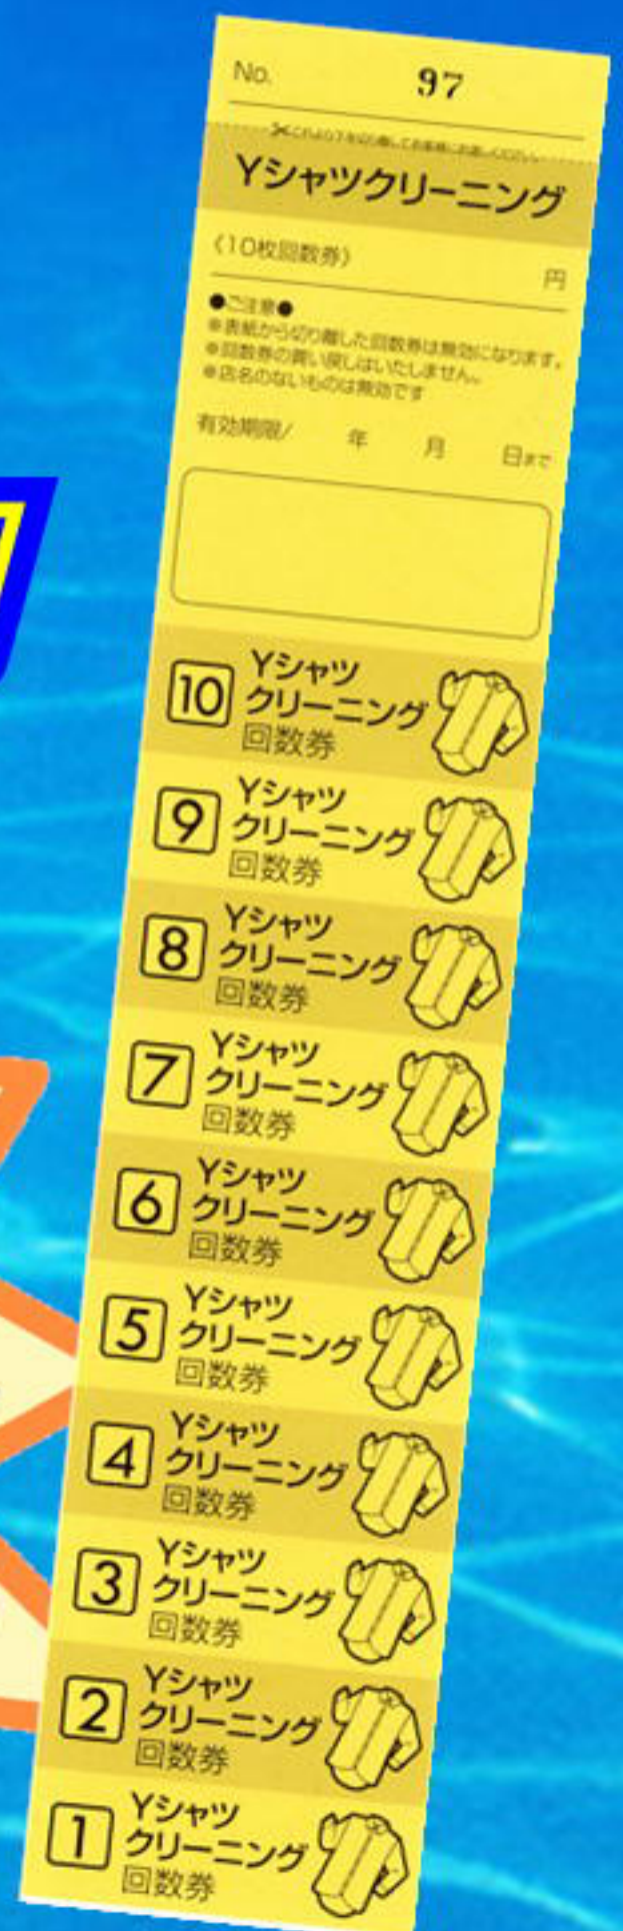 No. 97
Yシャツクリーニング
《10枚回数券》 円
●ご注意●
※表紙から切り離した回数券は無効になります。
※回数券の買い戻しはいたしません。
※店名のないものは無効です
有効期限/ 年 月 日まで
10 Yシャツ
クリーニング
回数券
9 Yシャツ
クリーニング
回数券
8 Yシャツ
クリーニング
回数券
7 Yシャツ
クリーニング
回数券
6 Yシャツ
クリーニング
回数券
5 Yシャツ
クリーニング
回数券
4 Yシャツ
クリーニング
回数券
3 Yシャツ
クリーニング
回数券
2 Yシャツ
クリーニング
回数券
1 Yシャツ
クリーニング
回数券